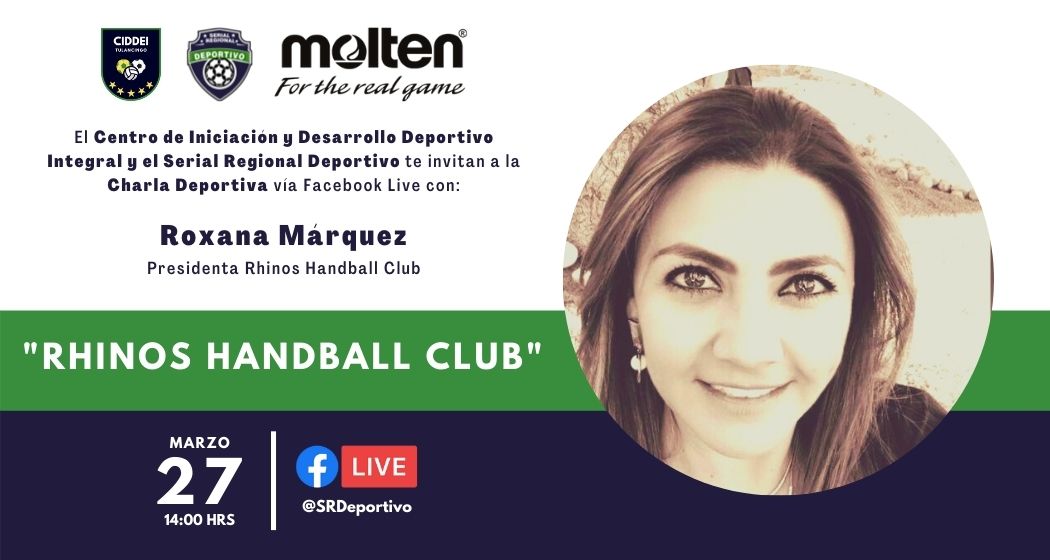 CIDDEI
TULANCINGO
SERIAL
REGIONAL
DEPORTIVO
molten®
For the real game
El Centro de Iniciación y Desarrollo Deportivo
Integral y el Serial Regional Deportivo te invitan a la
Charla Deportiva vía Facebook Live con:
Roxana Márquez
Presidenta Rhinos Handball Club
"RHINOS HANDBALL CLUB"
MARZO
27
14:00 HRS
f LIVE
@SRDeportivo